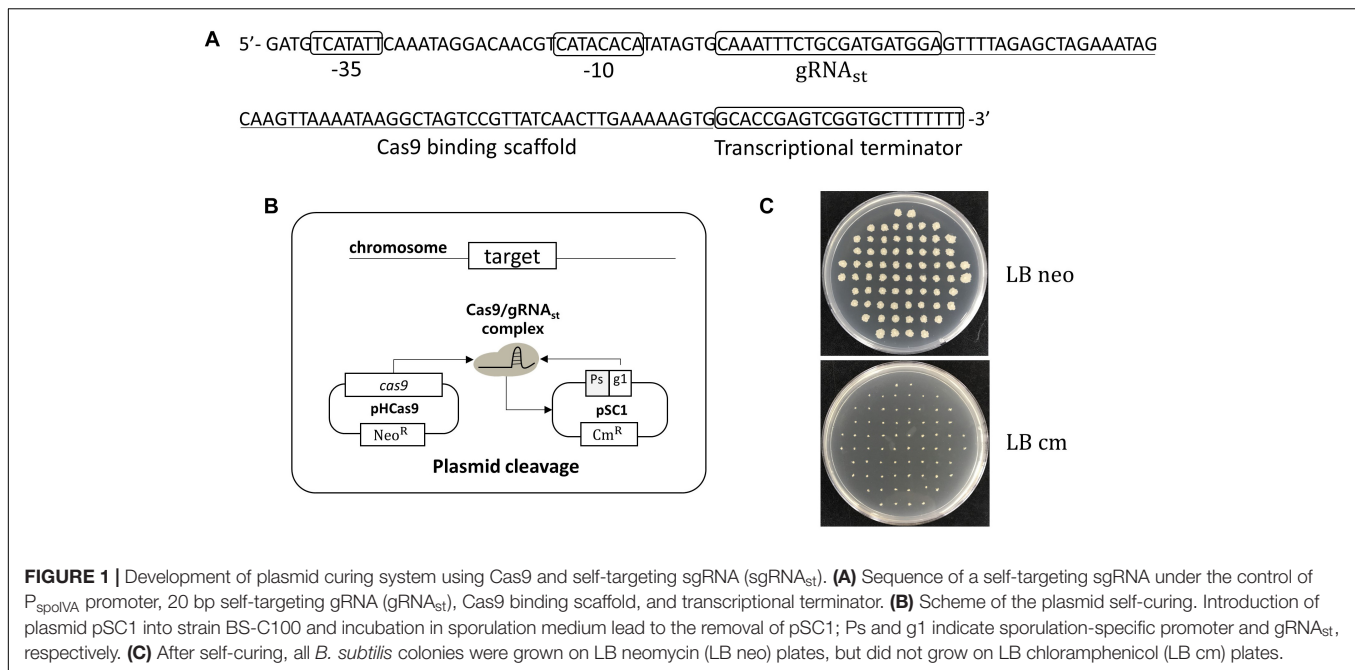 A 5’- GATGTCATATTCAAATAGGACAACGTCATACACATATAGTGCAAATTTCTGCGATGATGGAGTTTTAGAGCTAGAAATAG
-35 -10 gRNAst
CAAGTTAAAATAAGGCTAGTCCGTTATCAACTTGAAAAAGTGGCACCGAGTCGGTGCTTTTTTT -3’
Cas9 binding scaffold Transcriptional terminator
B
chromosome target
Cas9/gRNAst
complex
cas9
pHCas9
NeoR
Ps g1
pSC1
CmR
Plasmid cleavage
C
LB neo
LB cm
FIGURE 1 | Development of plasmid curing system using Cas9 and self-targeting sgRNA (sgRNAst). (A) Sequence of a self-targeting sgRNA under the control of
PspoIVA promoter, 20 bp self-targeting gRNA (gRNAst), Cas9 binding scaffold, and transcriptional terminator. (B) Scheme of the plasmid self-curing. Introduction of
plasmid pSC1 into strain BS-C100 and incubation in sporulation medium lead to the removal of pSC1; Ps and g1 indicate sporulation-specific promoter and gRNAst,
respectively. (C) After self-curing, all B. subtilis colonies were grown on LB neomycin (LB neo) plates, but did not grow on LB chloramphenicol (LB cm) plates.